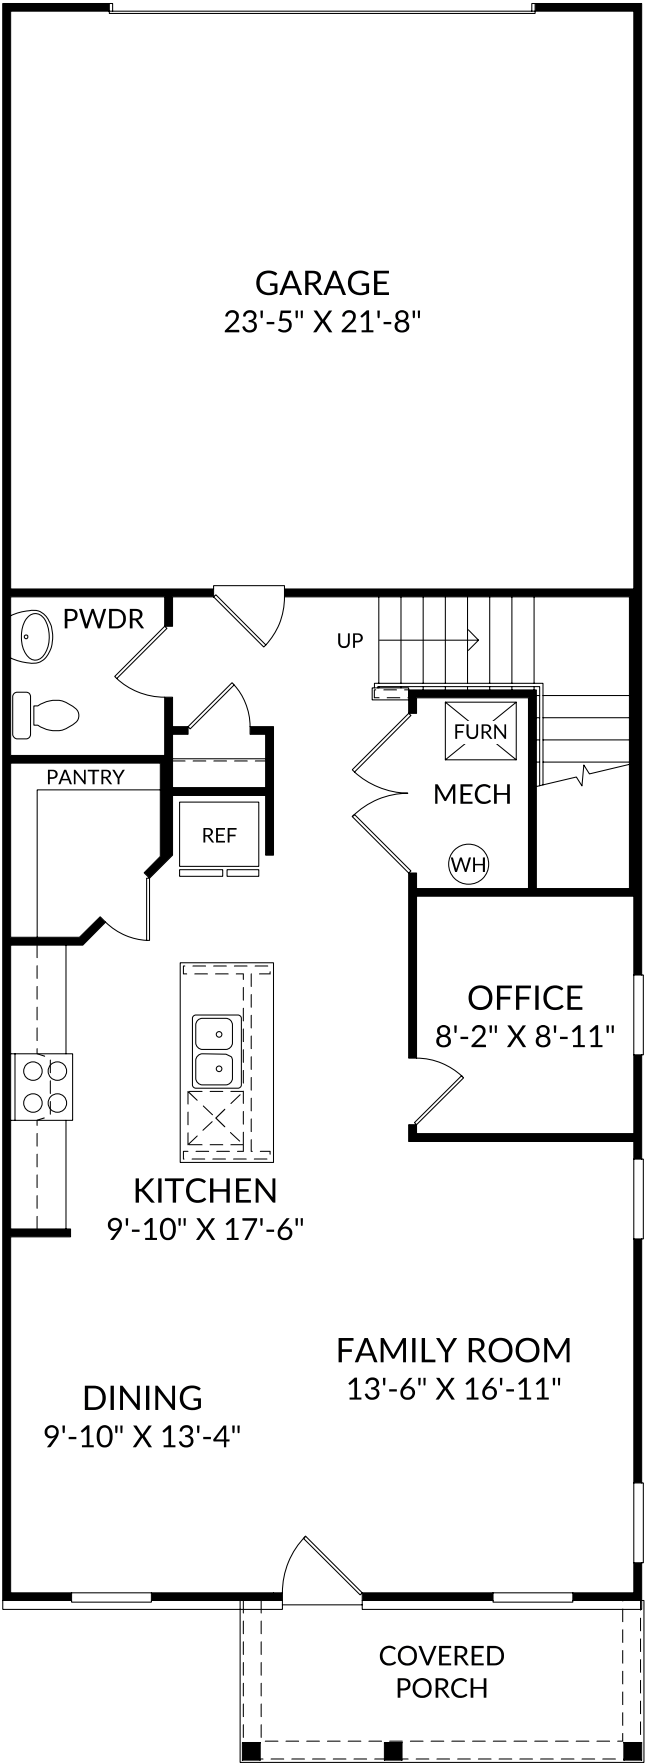 GARAGE
23'-5" X 21'-8"
PWDR
UP
FURN
PANTRY
MECH
REF
WH
OFFICE
8'-2" X 8'-11"
KITCHEN
9'-10" X 17'-6"
FAMILY ROOM
13'-6" X 16'-11"
DINING
9'-10" X 13'-4"
COVERED
PORCH